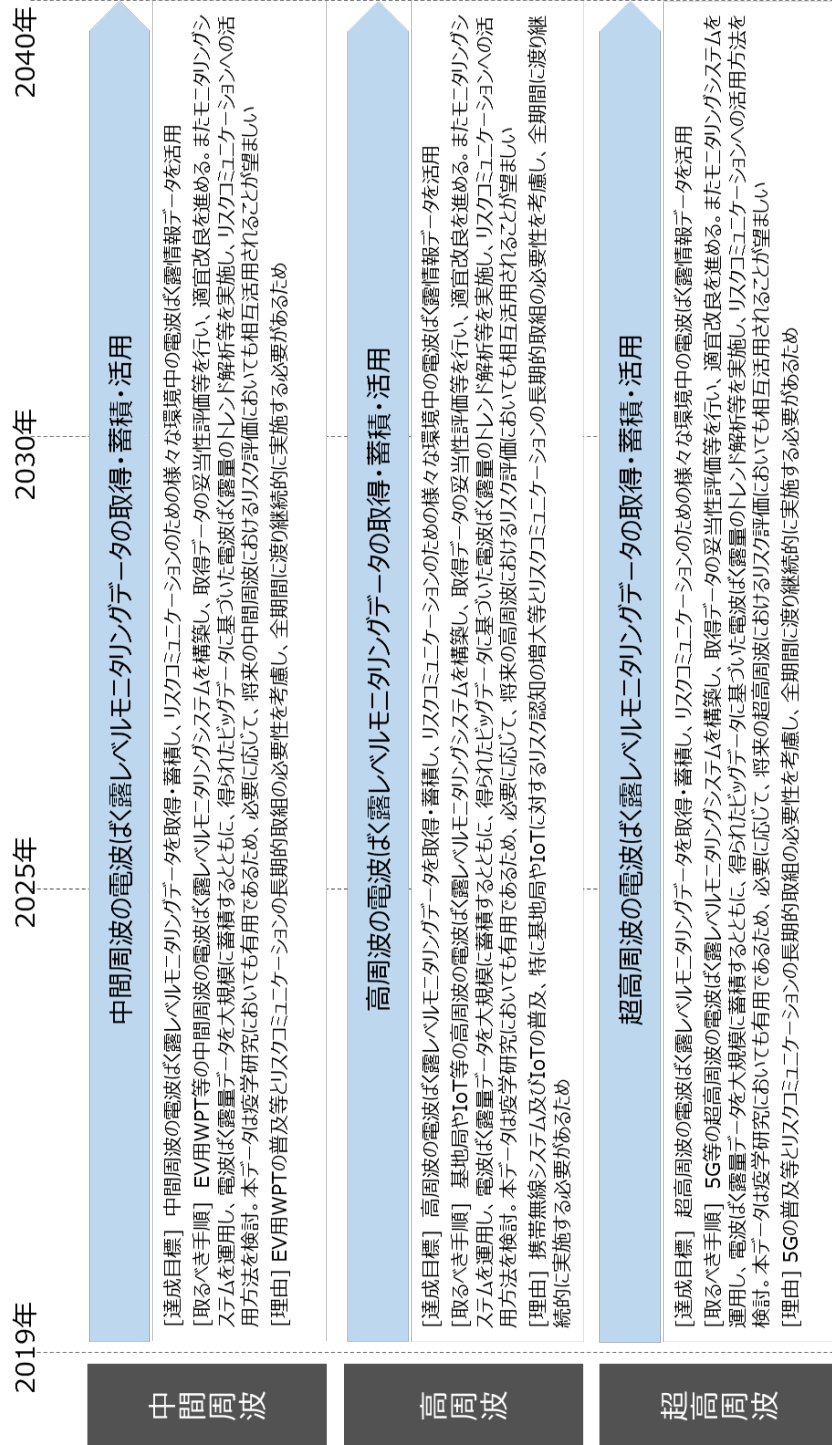 2019年
2025年
2030年
2040年
中間
周波
中間周波の電波ばく露レベルモニタリングデータの取得・蓄積・活用
[達成目標] 中間周波の電波ばく露レベルモニタリングデータを取得・蓄積し、リスクコミュニケーションのための様々な環境中の電波ばく露情報データを活用
[取るべき手順] EV用WPT等の中間周波の電波ばく露レベルモニタリングシステムを構築し、取得データの妥当性評価等を行い、適宜改良を進める。またモニタリングシ
ステムを運用し、電波ばく露量データを大規模に蓄積するとともに、得られたビッグデータに基づいた電波ばく露量のトレンド解析等を実施し、リスクコミュニケーションへの活
用方法を検討。本データは疫学研究においても有用であるため、必要に応じて、将来の中間周波におけるリスク評価においても相互活用されることが望ましい
[理由] EV用WPTの普及等とリスクコミュニケーションの長期的取組の必要性を考慮し、全期間に渡り継続的に実施する必要があるため
高
周波
高周波の電波ばく露レベルモニタリングデータの取得・蓄積・活用
[達成目標] 高周波の電波ばく露レベルモニタリングデータを取得・蓄積し、リスクコミュニケーションのための様々な環境中の電波ばく露情報データを活用
[取るべき手順] 基地局やIoT等の高周波の電波ばく露レベルモニタリングシステムを構築し、取得データの妥当性評価等を行い、適宜改良を進める。またモニタリングシ
ステムを運用し、電波ばく露量データを大規模に蓄積するとともに、得られたビッグデータに基づいた電波ばく露量のトレンド解析等を実施し、リスクコミュニケーションへの活
用方法を検討。本データは疫学研究においても有用であるため、必要に応じて、将来の高周波におけるリスク評価においても相互活用されることが望ましい
[理由] 携帯無線システム及びIoTの普及、特に基地局やIoTに対するリスク認知の増大等とリスクコミュニケーションの長期的取組の必要性を考慮し、全期間に渡り継
続的に実施する必要があるため
超高
周波
超高周波の電波ばく露レベルモニタリングデータの取得・蓄積・活用
[達成目標] 超高周波の電波ばく露レベルモニタリングデータを取得・蓄積し、リスクコミュニケーションのための様々な環境中の電波ばく露情報データを活用
[取るべき手順] 5G等の超高周波の電波ばく露レベルモニタリングシステムを構築し、取得データの妥当性評価等を行い、適宜改良を進める。またモニタリングシステムを
運用し、電波ばく露量データを大規模に蓄積するとともに、得られたビッグデータに基づいた電波ばく露量のトレンド解析等を実施し、リスクコミュニケーションへの活用方法を
検討。本データは疫学研究においても有用であるため、必要に応じて、将来の超高周波におけるリスク評価においても相互活用されることが望ましい
[理由] 5Gの普及等とリスクコミュニケーションの長期的取組の必要性を考慮し、全期間に渡り継続的に実施する必要があるため